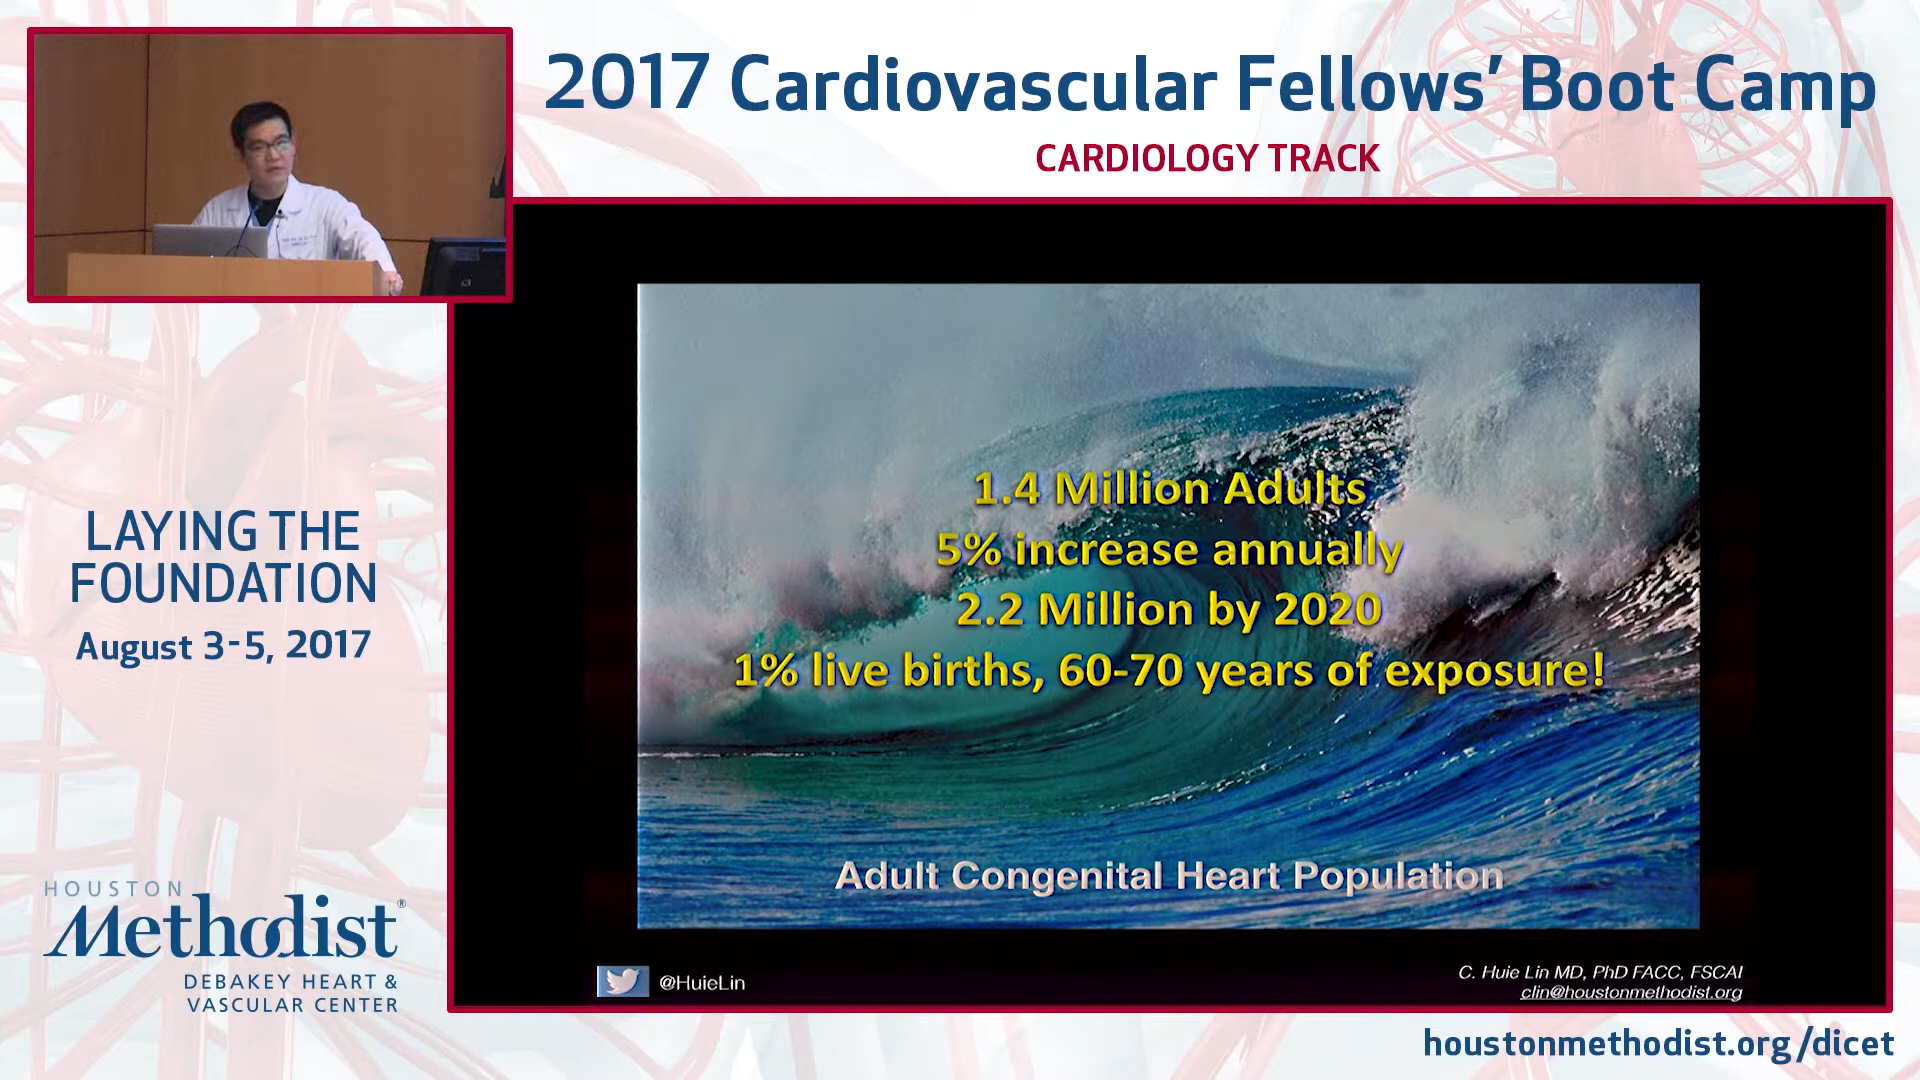 2017 Cardiovascular Fellows’ Boot Camp
CARDIOLOGY TRACK
1.4 Million Adults
5% increase annually
2.2 Million by 2020
1% live births, 60-70 years of exposure!
Adult Congenital Heart Population
@HuieLin
C. Huie Lin MD, PhD FACC, FSCAI
clin@houstonmethodist.org
LAYING THE
FOUNDATION
August 3-5, 2017
HOUSTON
Methodist®
DEBAKEY HEART &
VASCULAR CENTER
houstonmethodist.org/dicet